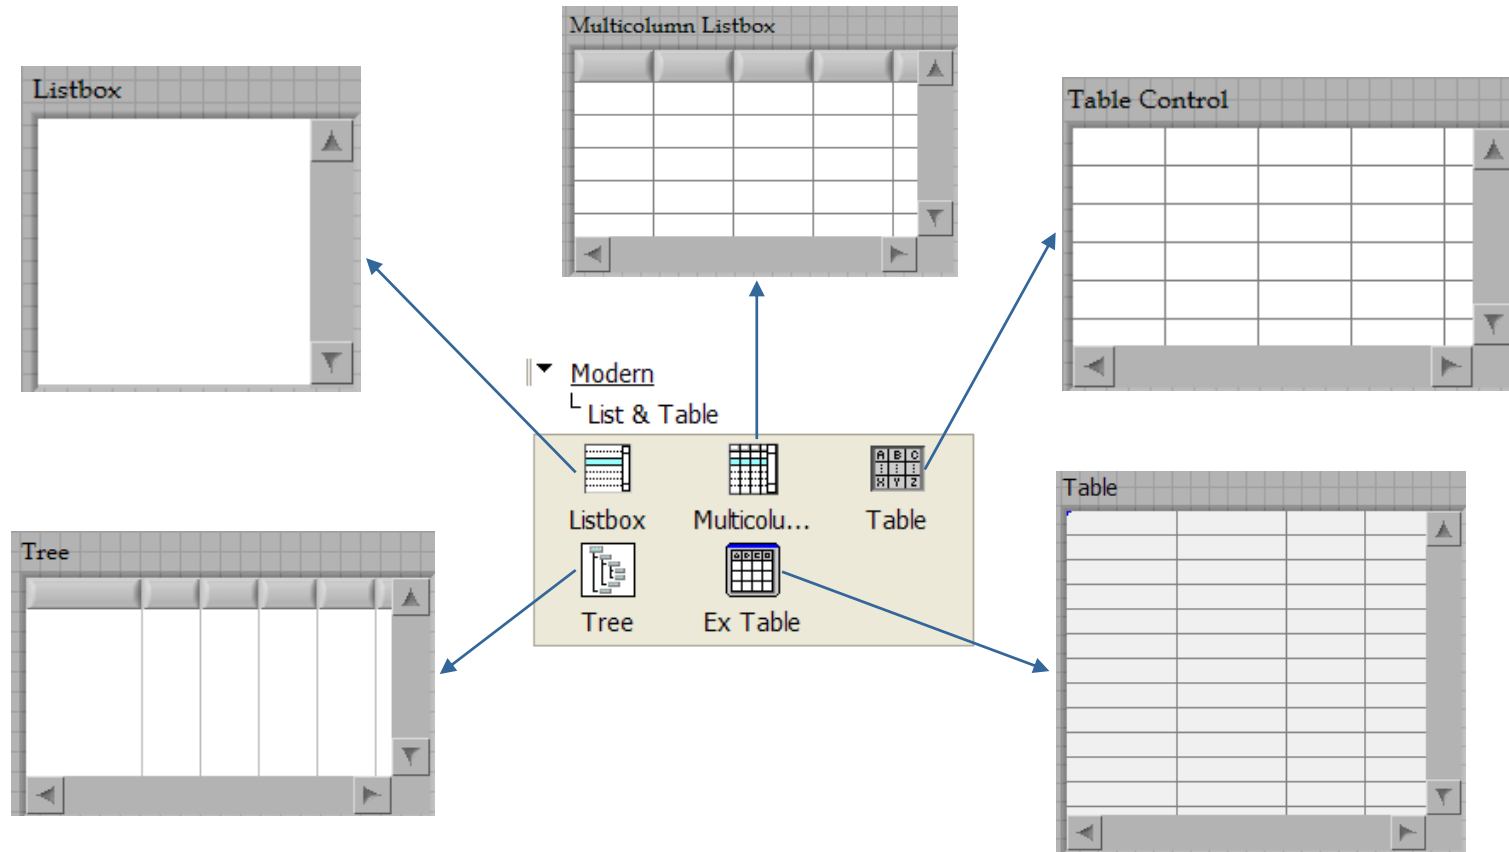 Multicolumn Listbox
Listbox
Table Control
Modern
List & Table
A B C
X Y Z
Listbox
Multicolu...
Table
Tree
Ex Table
Tree
Table